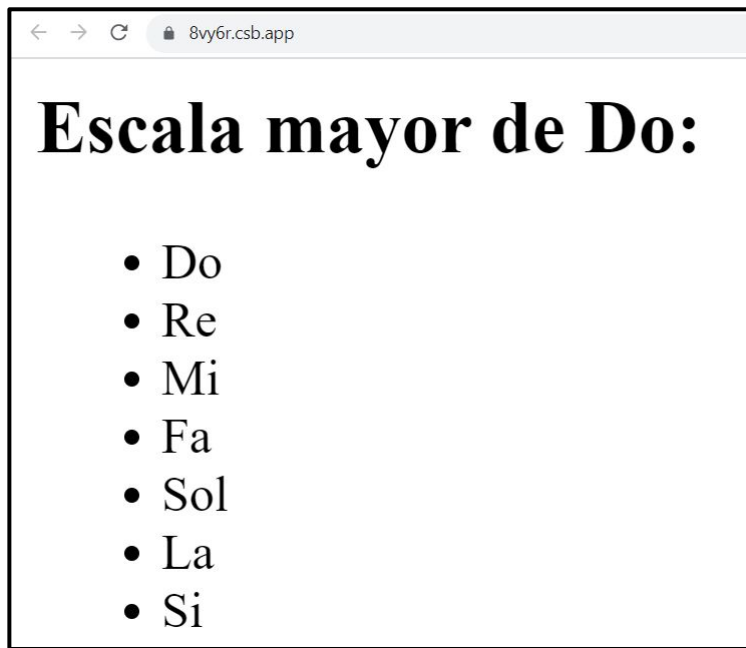 8vy6r.csb.app
Escala mayor de Do:
• Do
• Re
• Mi
• Fa
• Sol
• La
• Si